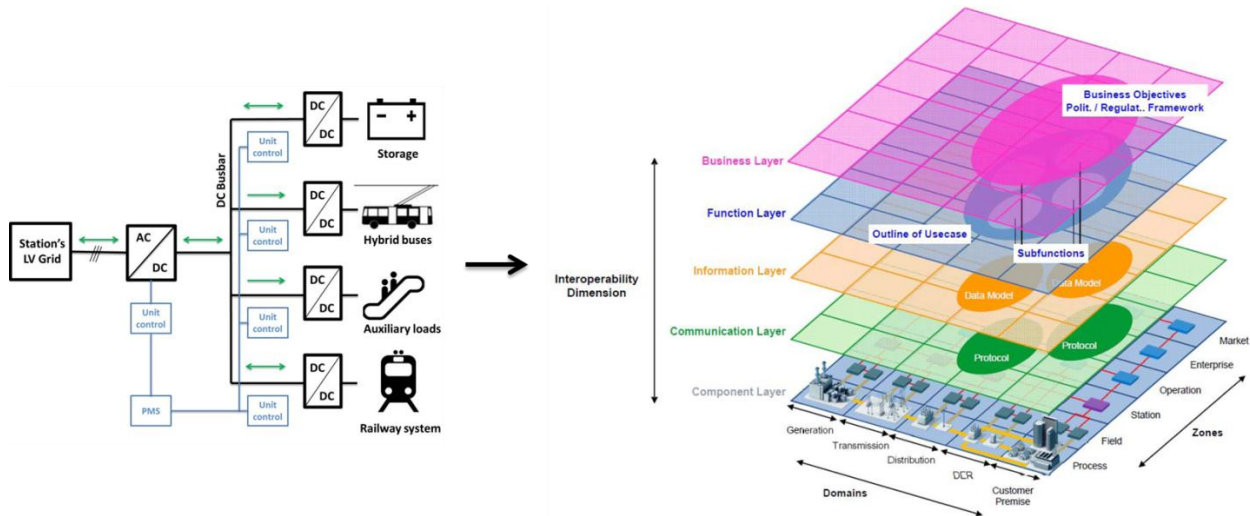 Station's
LV Grid
AC
DC
Unit
control
PMS
DC Busbar
DC
DC
Unit
control
Storage
DC
DC
Unit
control
Hybrid buses
DC
DC
Unit
control
Auxiliary loads
DC
DC
Unit
control
Railway system
Interoperability
Dimension
Business Layer
Function Layer
Information Layer
Communication Layer
Component Layer
Business Objectives
Polit. / Regulat.. Framework
Outline of Usecase
Subfunctions
Data Model
Data Model
Protocol
Protocol
Generation
Transmission
Distribution
DER
Customer
Premise
Domains
Market
Enterprise
Operation
Station
Field
Process
Zones